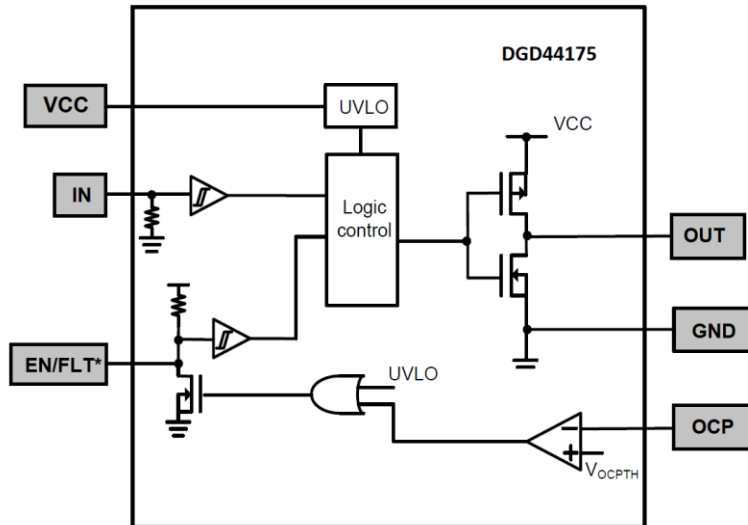 DGD44175
VCC
UVLO
VCC
IN
Logic
control
OUT
EN/FLT*
GND
UVLO
OCP
−
+
VOCPTH